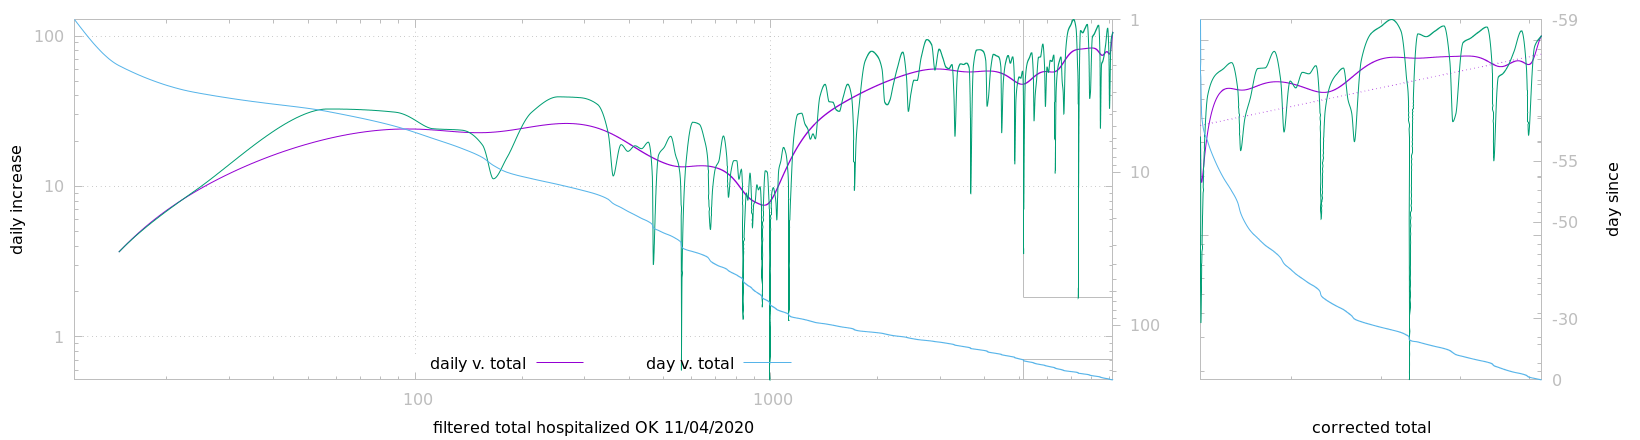 daily increase
100
10
1
100
1000
1
10
100
daily v. total
day v. total
filtered total hospitalized OK 11/04/2020
-59
-55
-50
-30
0
day since
corrected total